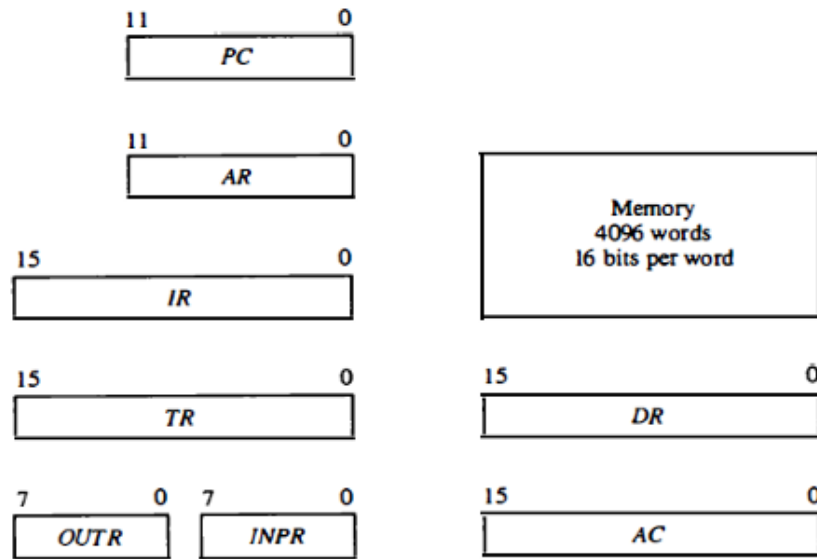 11 0
PC
11 0
AR
Memory
4096 words
16 bits per word
15 0
IR
15 0
TR
15 0
DR
7 0
OUTR
7 0
INPR
15 0
AC